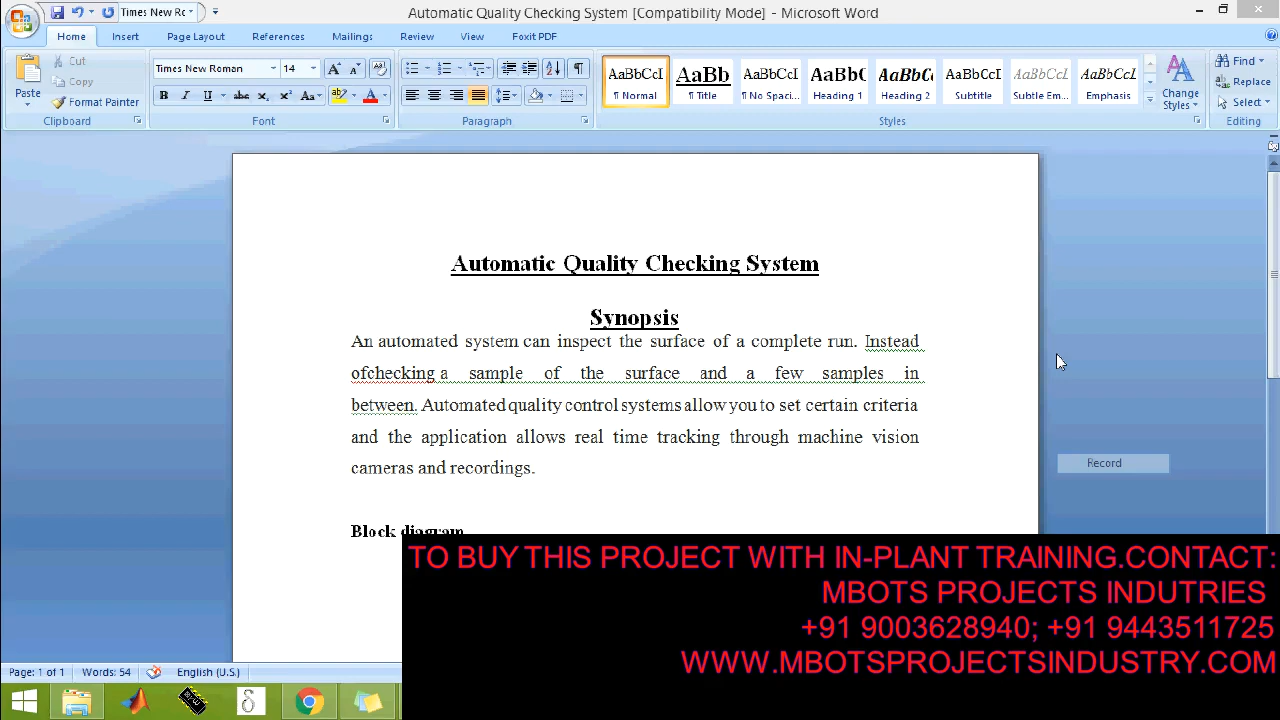 Automatic Quality Checking System [Compatibility Mode] - Microsoft Word
Times New Rc
Home Insert Page Layout References Mailings Review View Foxit PDF
Paste
Cut
Copy
Format Painter
Clipboard
Times New Roman 14
Font
Paragraph
AaBbCcI AaBb AaBbCcI AaBbC AaBbCc AaBbCcI AaBbCcI AaBbCcI
¶ Normal ¶ Title ¶ No Spaci... Heading 1 Heading 2 Subtitle Subtle Em... Emphasis
Change
Styles
Styles
Find
Replace
Select
Editing
Automatic Quality Checking System
Synopsis
An automated system can inspect the surface of a complete run. Instead
ofchecking a sample of the surface and a few samples in
between. Automated quality control systems allow you to set certain criteria
and the application allows real time tracking through machine vision
cameras and recordings.
Record
Block diagram
TO BUY THIS PROJECT WITH IN-PLANT TRAINING.CONTACT:
MBOTS PROJECTS INDUTRIES
+91 9003628940; +91 9443511725
WWW.MBOTSPROJECTSINDUSTRY.COM
Page: 1 of 1 Words: 54 English (U.S.)